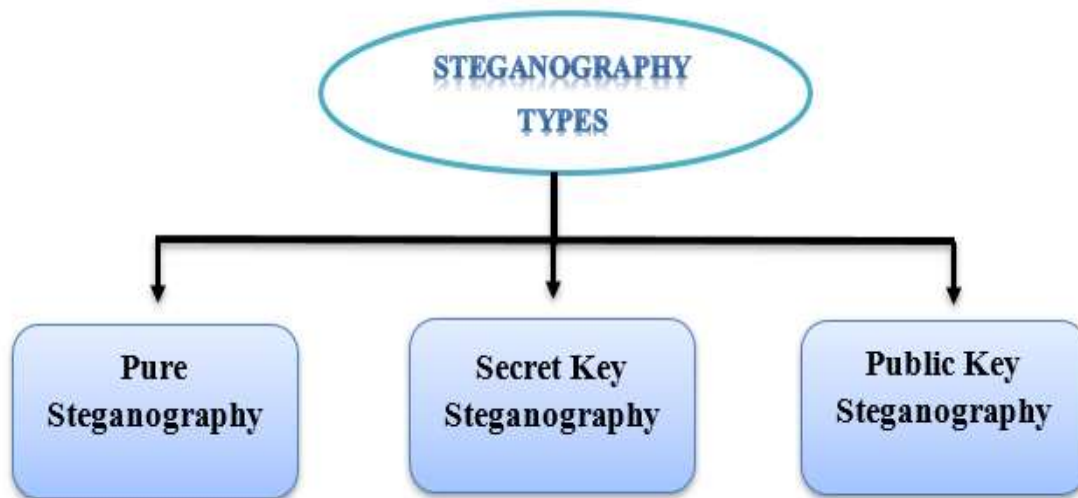 STEGANOGRAPHY
TYPES
Pure
Steganography
Secret Key
Steganography
Public Key
Steganography